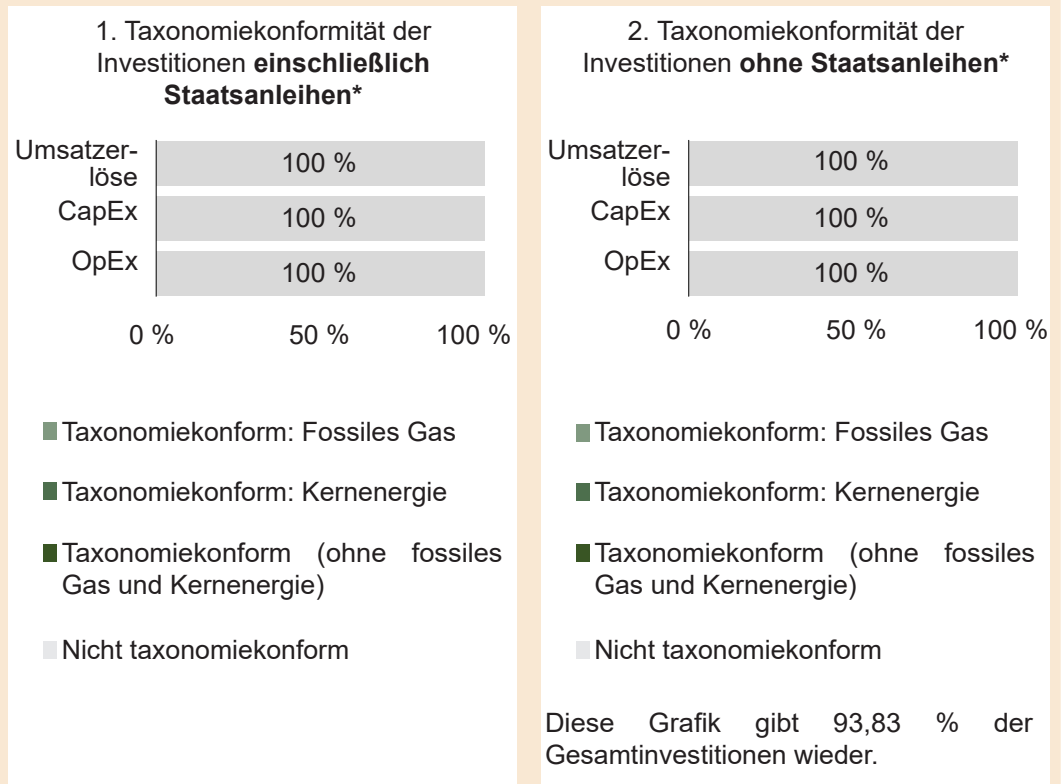 1. Taxonomiekonformität der
Investitionen einschließlich
Staatsanleihen*
Umsatzer-
löse
100 %
CapEx
100 %
OpEx
100 %
0 % 50 % 100 %
Taxonomiekonform: Fossiles Gas
Taxonomiekonform: Kernenergie
Taxonomiekonform (ohne fossiles
Gas und Kernenergie)
Nicht taxonomiekonform
2. Taxonomiekonformität der
Investitionen ohne Staatsanleihen*
Umsatzer-
löse
100 %
CapEx
100 %
OpEx
100 %
0 % 50 % 100 %
Taxonomiekonform: Fossiles Gas
Taxonomiekonform: Kernenergie
Taxonomiekonform (ohne fossiles
Gas und Kernenergie)
Nicht taxonomiekonform
Diese Grafik gibt 93,83 % der
Gesamtinvestitionen wieder.